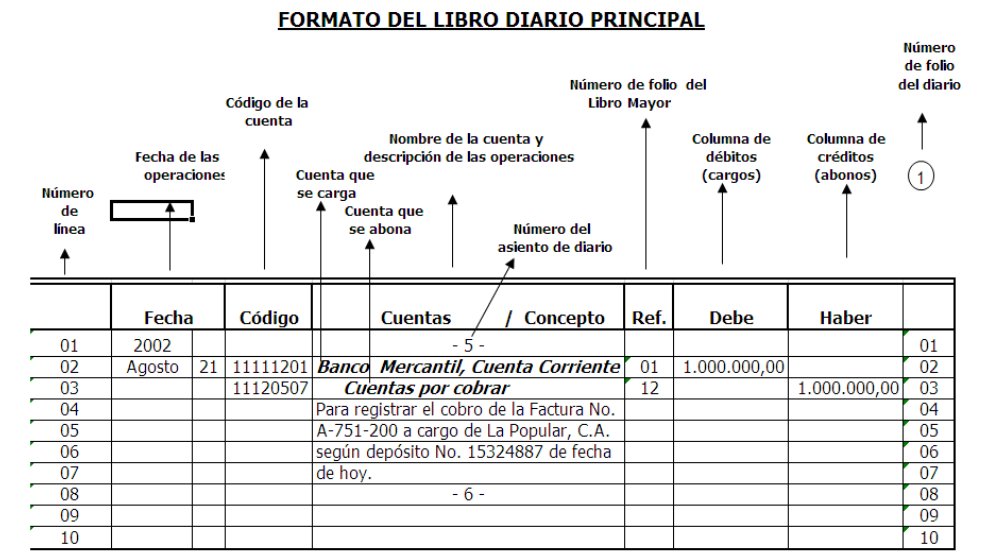 FORMATO DEL LIBRO DIARIO PRINCIPAL
Número
de folio
del diario
Número de folio del
Libro Mayor
Código de la
cuenta
Nombre de la cuenta y
descripción de las operaciones
Columna de
débitos
(cargos)
Columna de
créditos
(abonos)
Fecha de las
operaciones
Cuenta que
se carga
1
Número
de
línea
Cuenta que
se abona
Número del
asiento de diario
Fecha Código Cuentas / Concepto Ref. Debe Haber
01 2002 - 5 - 01
02 Agosto 21 11111201 Banco Mercantil, Cuenta Corriente 01 1.000.000,00 02
03 11120507 Cuentas por cobrar 12 1.000.000,00 03
04 Para registrar el cobro de la Factura No. 04
05 A-751-200 a cargo de La Popular, C.A. 05
06 según depósito No. 15324887 de fecha 06
07 de hoy. 07
08 - 6 - 08
09 09
10 10